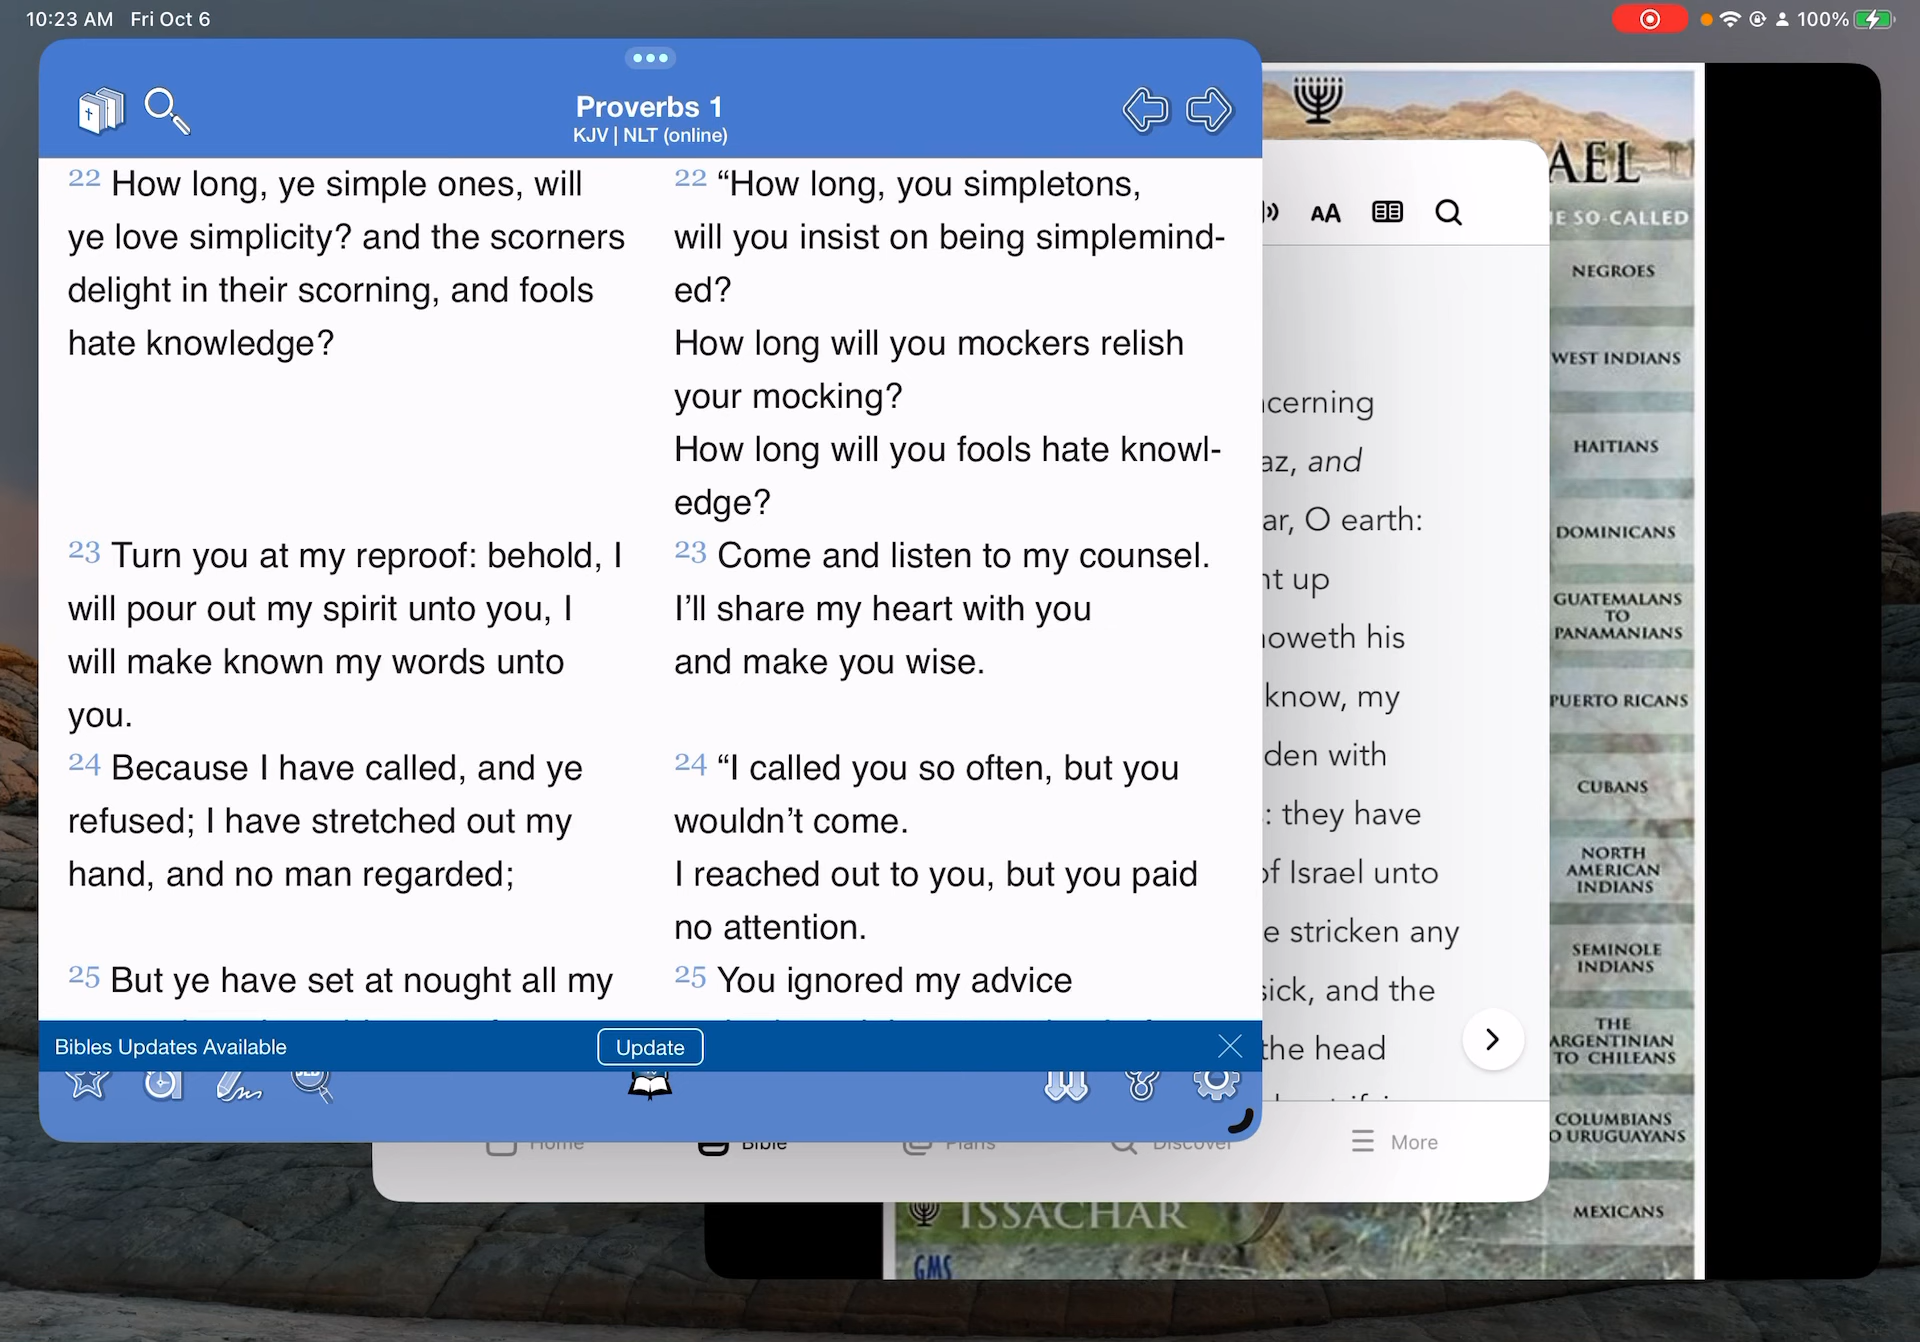 10:23 AM Fri Oct 6
100%
Proverbs 1
KJV | NLT (online)
22 How long, ye simple ones, will
ye love simplicity? and the scorners
delight in their scorning, and fools
hate knowledge?
23 Turn you at my reproof: behold, I
will pour out my spirit unto you, I
will make known my words unto
you.
24 Because I have called, and ye
refused; I have stretched out my
hand, and no man regarded;
25 But ye have set at nought all my
22 “How long, you simpletons,
will you insist on being simplemind-
ed?
How long will you mockers relish
your mocking?
How long will you fools hate knowl-
edge?
23 Come and listen to my counsel.
I’ll share my heart with you
and make you wise.
24 “I called you so often, but you
wouldn’t come.
I reached out to you, but you paid
no attention.
25 You ignored my advice
Bibles Updates Available
Update
AA
ncerning
az, and
ar, O earth:
ht up
noweth his
know, my
den with
: they have
of Israel unto
e stricken any
sick, and the
the head
Home
Bible
Plans
Discover
More
AEL
HE SO-CALLED
NEGROES
WEST INDIANS
HAITIANS
DOMINICANS
GUATEMALANS
TO
PANAMANIANS
PUERTO RICANS
CUBANS
NORTH
AMERICAN
INDIANS
SEMINOLE
INDIANS
THE
ARGENTINIAN
TO CHILEANS
COLUMBIANS
O URUGUAYANS
MEXICANS
ISSACHAR
GMS